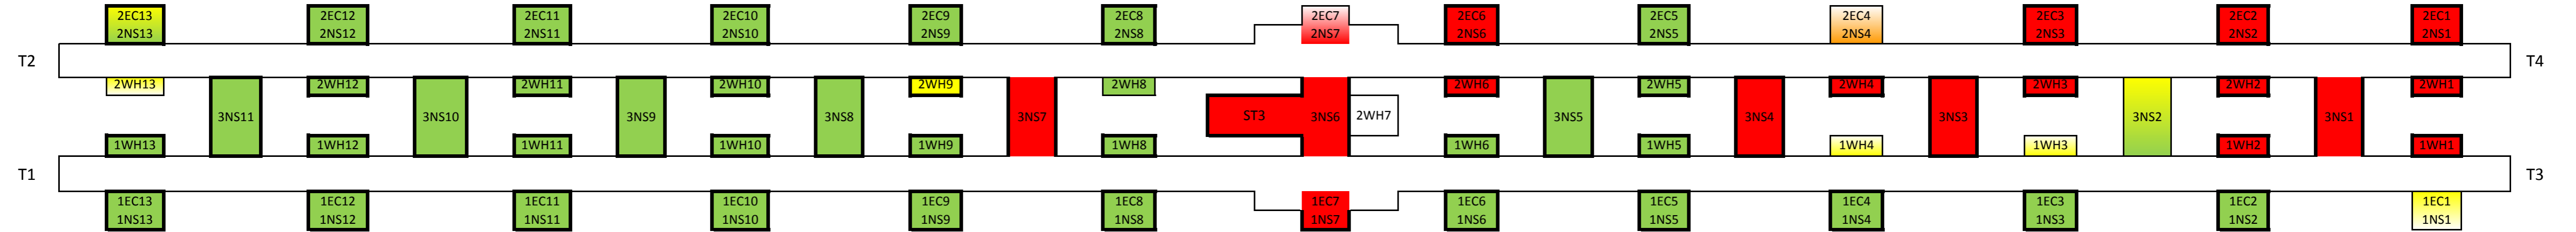 2EC13 2EC12 2EC11 2EC10 2EC9 2EC8 2EC7 2EC6 2EC5 2EC4 2EC3 2EC2 2EC1
2NS13 2NS12 2NS11 2NS10 2NS9 2NS8 2NS7 2NS6 2NS5 2NS4 2NS3 2NS2 2NS1
T2 T4
2WH13 2WH12 2WH11 2WH10 2WH9 2WH8 2WH6 2WH5 2WH4 2WH3 2WH2 2WH1
3NS11 3NS10 3NS9 3NS8 3NS7 ST3 3NS6 2WH7 3NS5 3NS4 3NS3 3NS2 3NS1
1WH13 1WH12 1WH11 1WH10 1WH9 1WH8 1WH6 1WH5 1WH4 1WH3 1WH2 1WH1
T1 T3
1EC13 1EC12 1EC11 1EC10 1EC9 1EC8 1EC7 1EC6 1EC5 1EC4 1EC3 1EC2 1EC1
1NS13 1NS12 1NS11 1NS10 1NS9 1NS8 1NS7 1NS6 1NS5 1NS4 1NS3 1NS2 1NS1